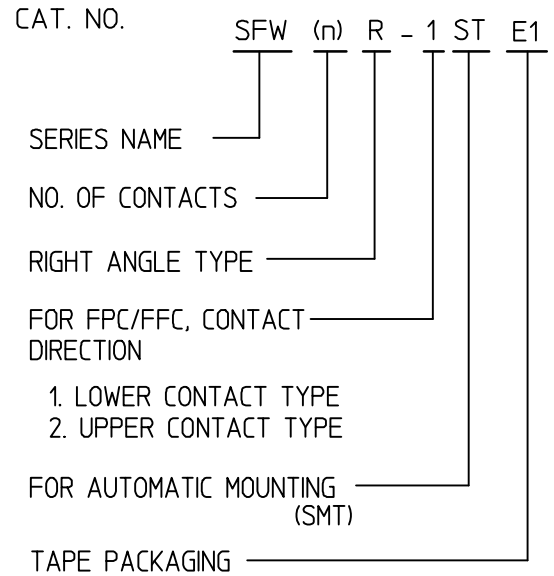 CAT. NO.
SFW (n) R - 1 ST E1
SERIES NAME
NO. OF CONTACTS
RIGHT ANGLE TYPE
FOR FPC/FFC, CONTACT
DIRECTION
1. LOWER CONTACT TYPE
2. UPPER CONTACT TYPE
FOR AUTOMATIC MOUNTING
(SMT)
TAPE PACKAGING